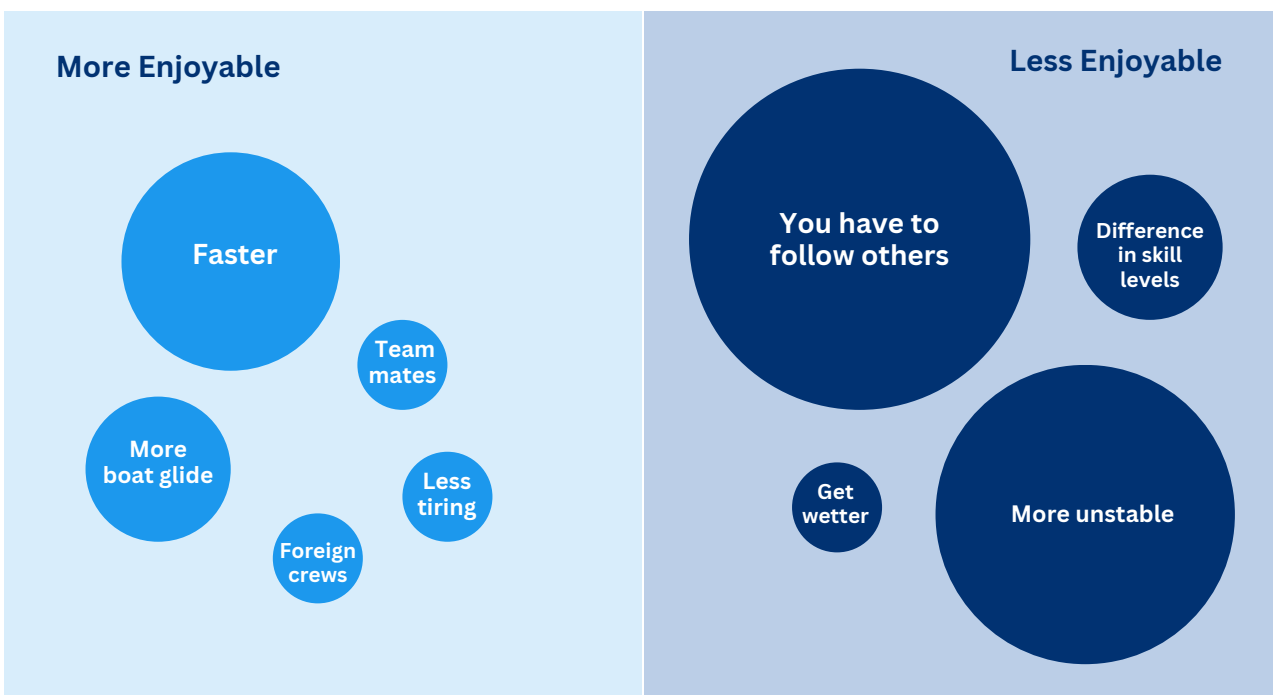 More Enjoyable
Faster
Team
mates
More
boat glide
Less
tiring
Foreign
crews
Less Enjoyable
You have to
follow others
Difference
in skill
levels
Get
wetter
More unstable